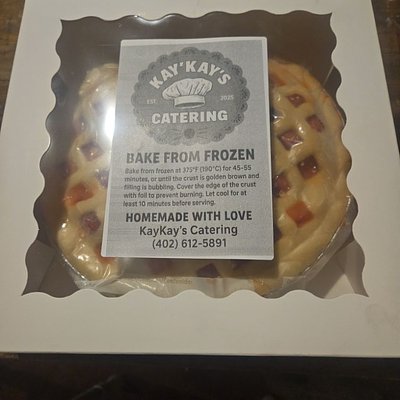 KAY'KAY'S
EST. 2025
CATERING
BAKE FROM FROZEN
Bake from frozen at 375°F (190°C) for 45-55
minutes, or until the crust is golden brown and
filling is bubbling. Cover the edge of the crust
with foil to prevent burning. Let cool for at
least 10 minutes before serving.
HOMEMADE WITH LOVE
KayKay's Catering
(402) 612-5891